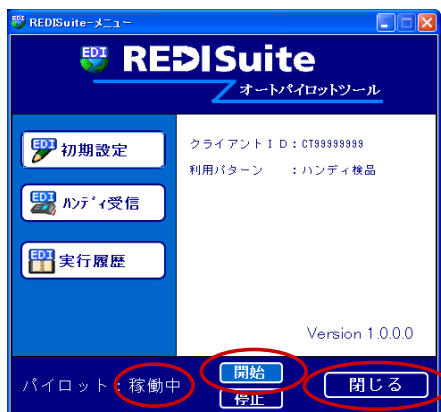 REDISuite-メニュー
EDI REDISuite
オートパイロットツール
EDI 初期設定
クライアントＩＤ：CT99999999
利用パターン　：ハンディ検品
EDI ﾊﾝﾃﾞｨ受信
EDI 実行履歴
Version 1.0.0.0
パイロット：稼働中
開始
停止
閉じる